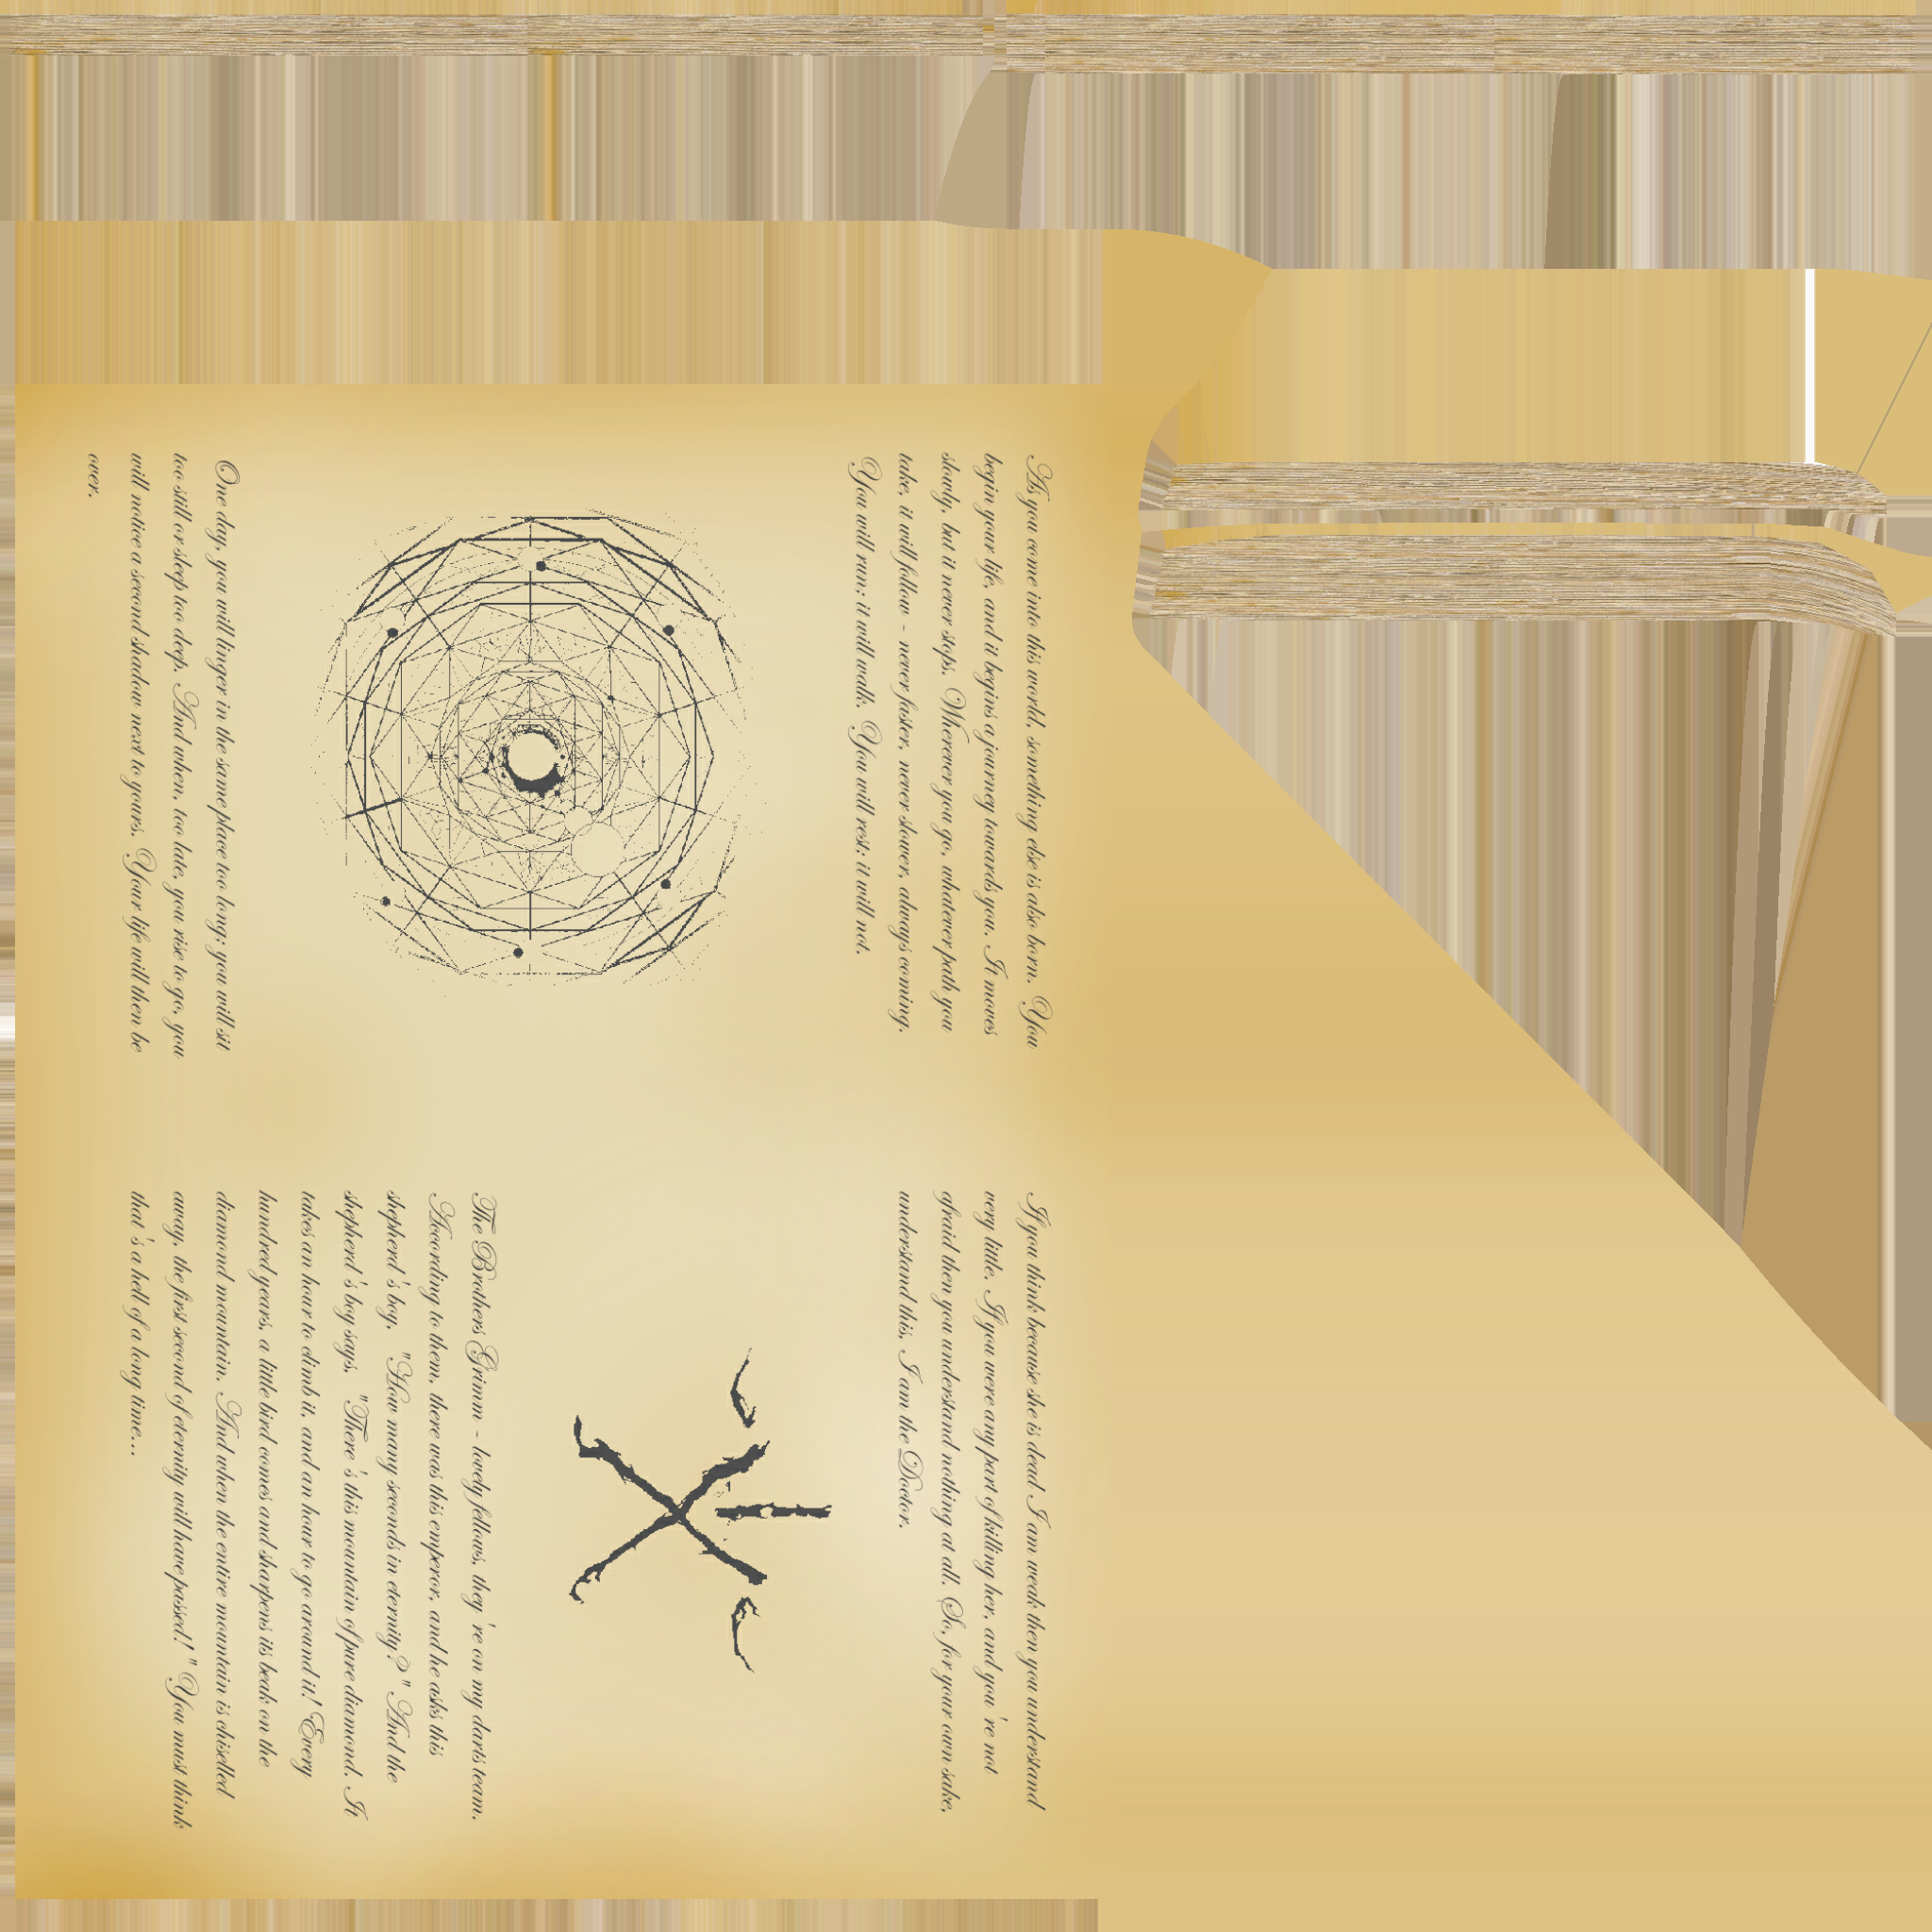 As you come into this world, something else is also born. You
begin your life, and it begins a journey towards you. It moves
slowly, but it never stops. Wherever you go, whatever path you
take, it will follow - never faster, never slower, always coming.
You will run; it will walk. You will rest; it will not.
One day, you will linger in the same place too long; you will sit
too still or sleep too deep. And when, too late, you rise to go, you
will notice a second shadow next to yours. Your life will then be
over.
If you think because she is dead I am weak then you understand
very little. If you were any part of killing her, and you're not
afraid then you understand nothing at all. So, for your own sake,
understand this. I am the Doctor.
The Brothers Grimm - lovely fellows, they're on my darts team.
According to them, there was this emperor, and he asks this
shepherd's boy, "How many seconds in eternity?" And the
shepherd's boy says, "There's this mountain of pure diamond. It
takes an hour to climb it, and an hour to go around it! Every
hundred years, a little bird comes and sharpens its beak on the
diamond mountain. And when the entire mountain is chiselled
away, the first second of eternity will have passed!" You must think
that's a hell of a long time...